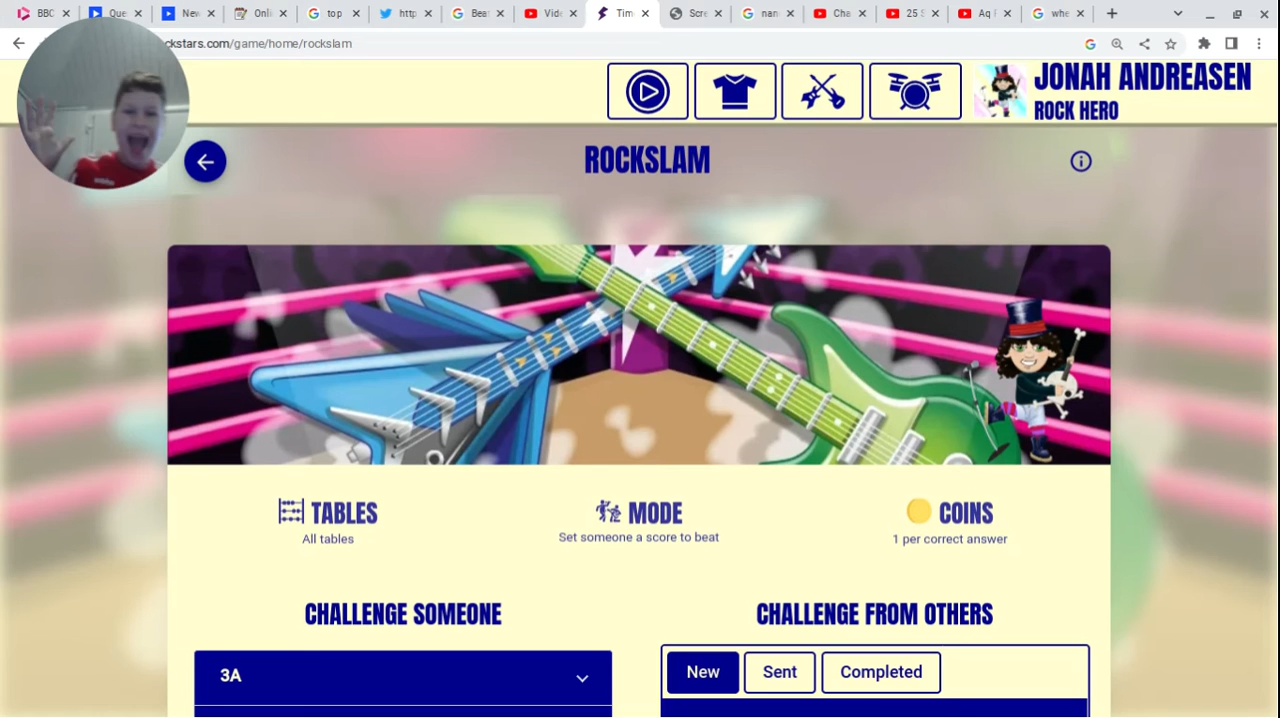 BBC
Que
New
Onli
top
http
Bea
Vide
Tim
Scre
nan
Cha
25 S
Aq F
whe
ckstars.com/game/home/rockslam
JONAH ANDREASEN
ROCK HERO
ROCKSLAM
TABLES
All tables
MODE
Set someone a score to beat
COINS
1 per correct answer
CHALLENGE SOMEONE
3A
CHALLENGE FROM OTHERS
New
Sent
Completed